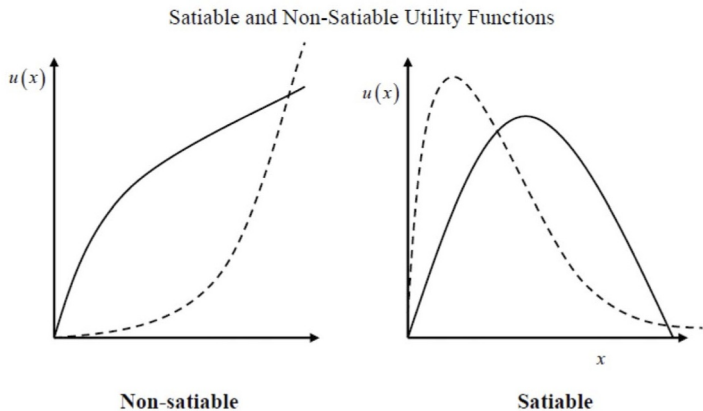 Satiable and Non-Satiable Utility Functions
u(x)
u(x)
x
Non-satiable
Satiable